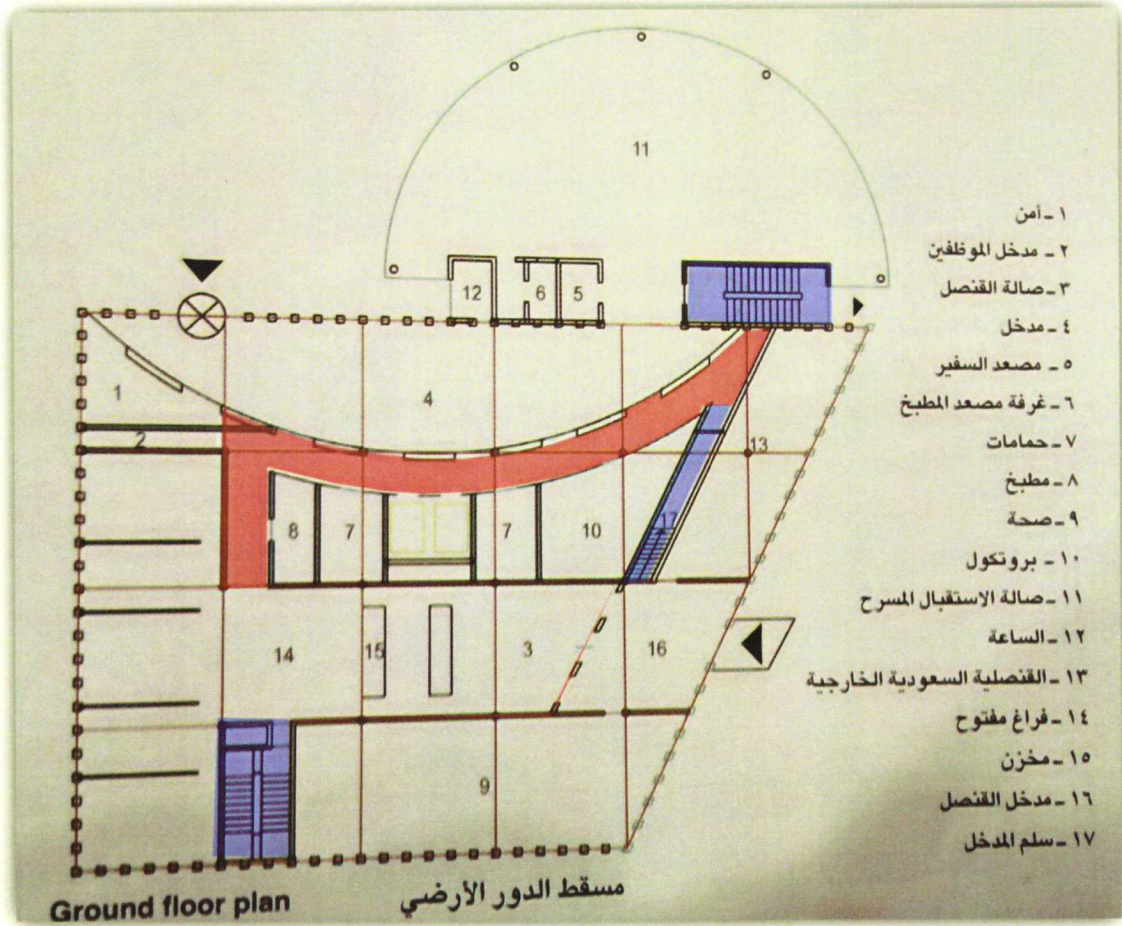 11
12
6
5
1
4
2
13
8
7
7
10
17
14
15
3
16
9
١ ـ أمن
٢ ـ مدخل الموظفين
٣ ـ صالة القنصل
٤ ـ مدخل
٥ ـ مصعد السفير
٦ ـ غرفة مصعد المطبخ
٧ ـ حمامات
٨ ـ مطبخ
٩ ـ صحة
١٠ ـ بروتكول
١١ ـ صالة الاستقبال المسرح
١٢ ـ الساعة
١٣ ـ القنصلية السعودية الخارجية
١٤ ـ فراغ مفتوح
١٥ ـ مخزن
١٦ ـ مدخل القنصل
١٧ ـ سلم المدخل
Ground floor plan
مسقط الدور الأرضي